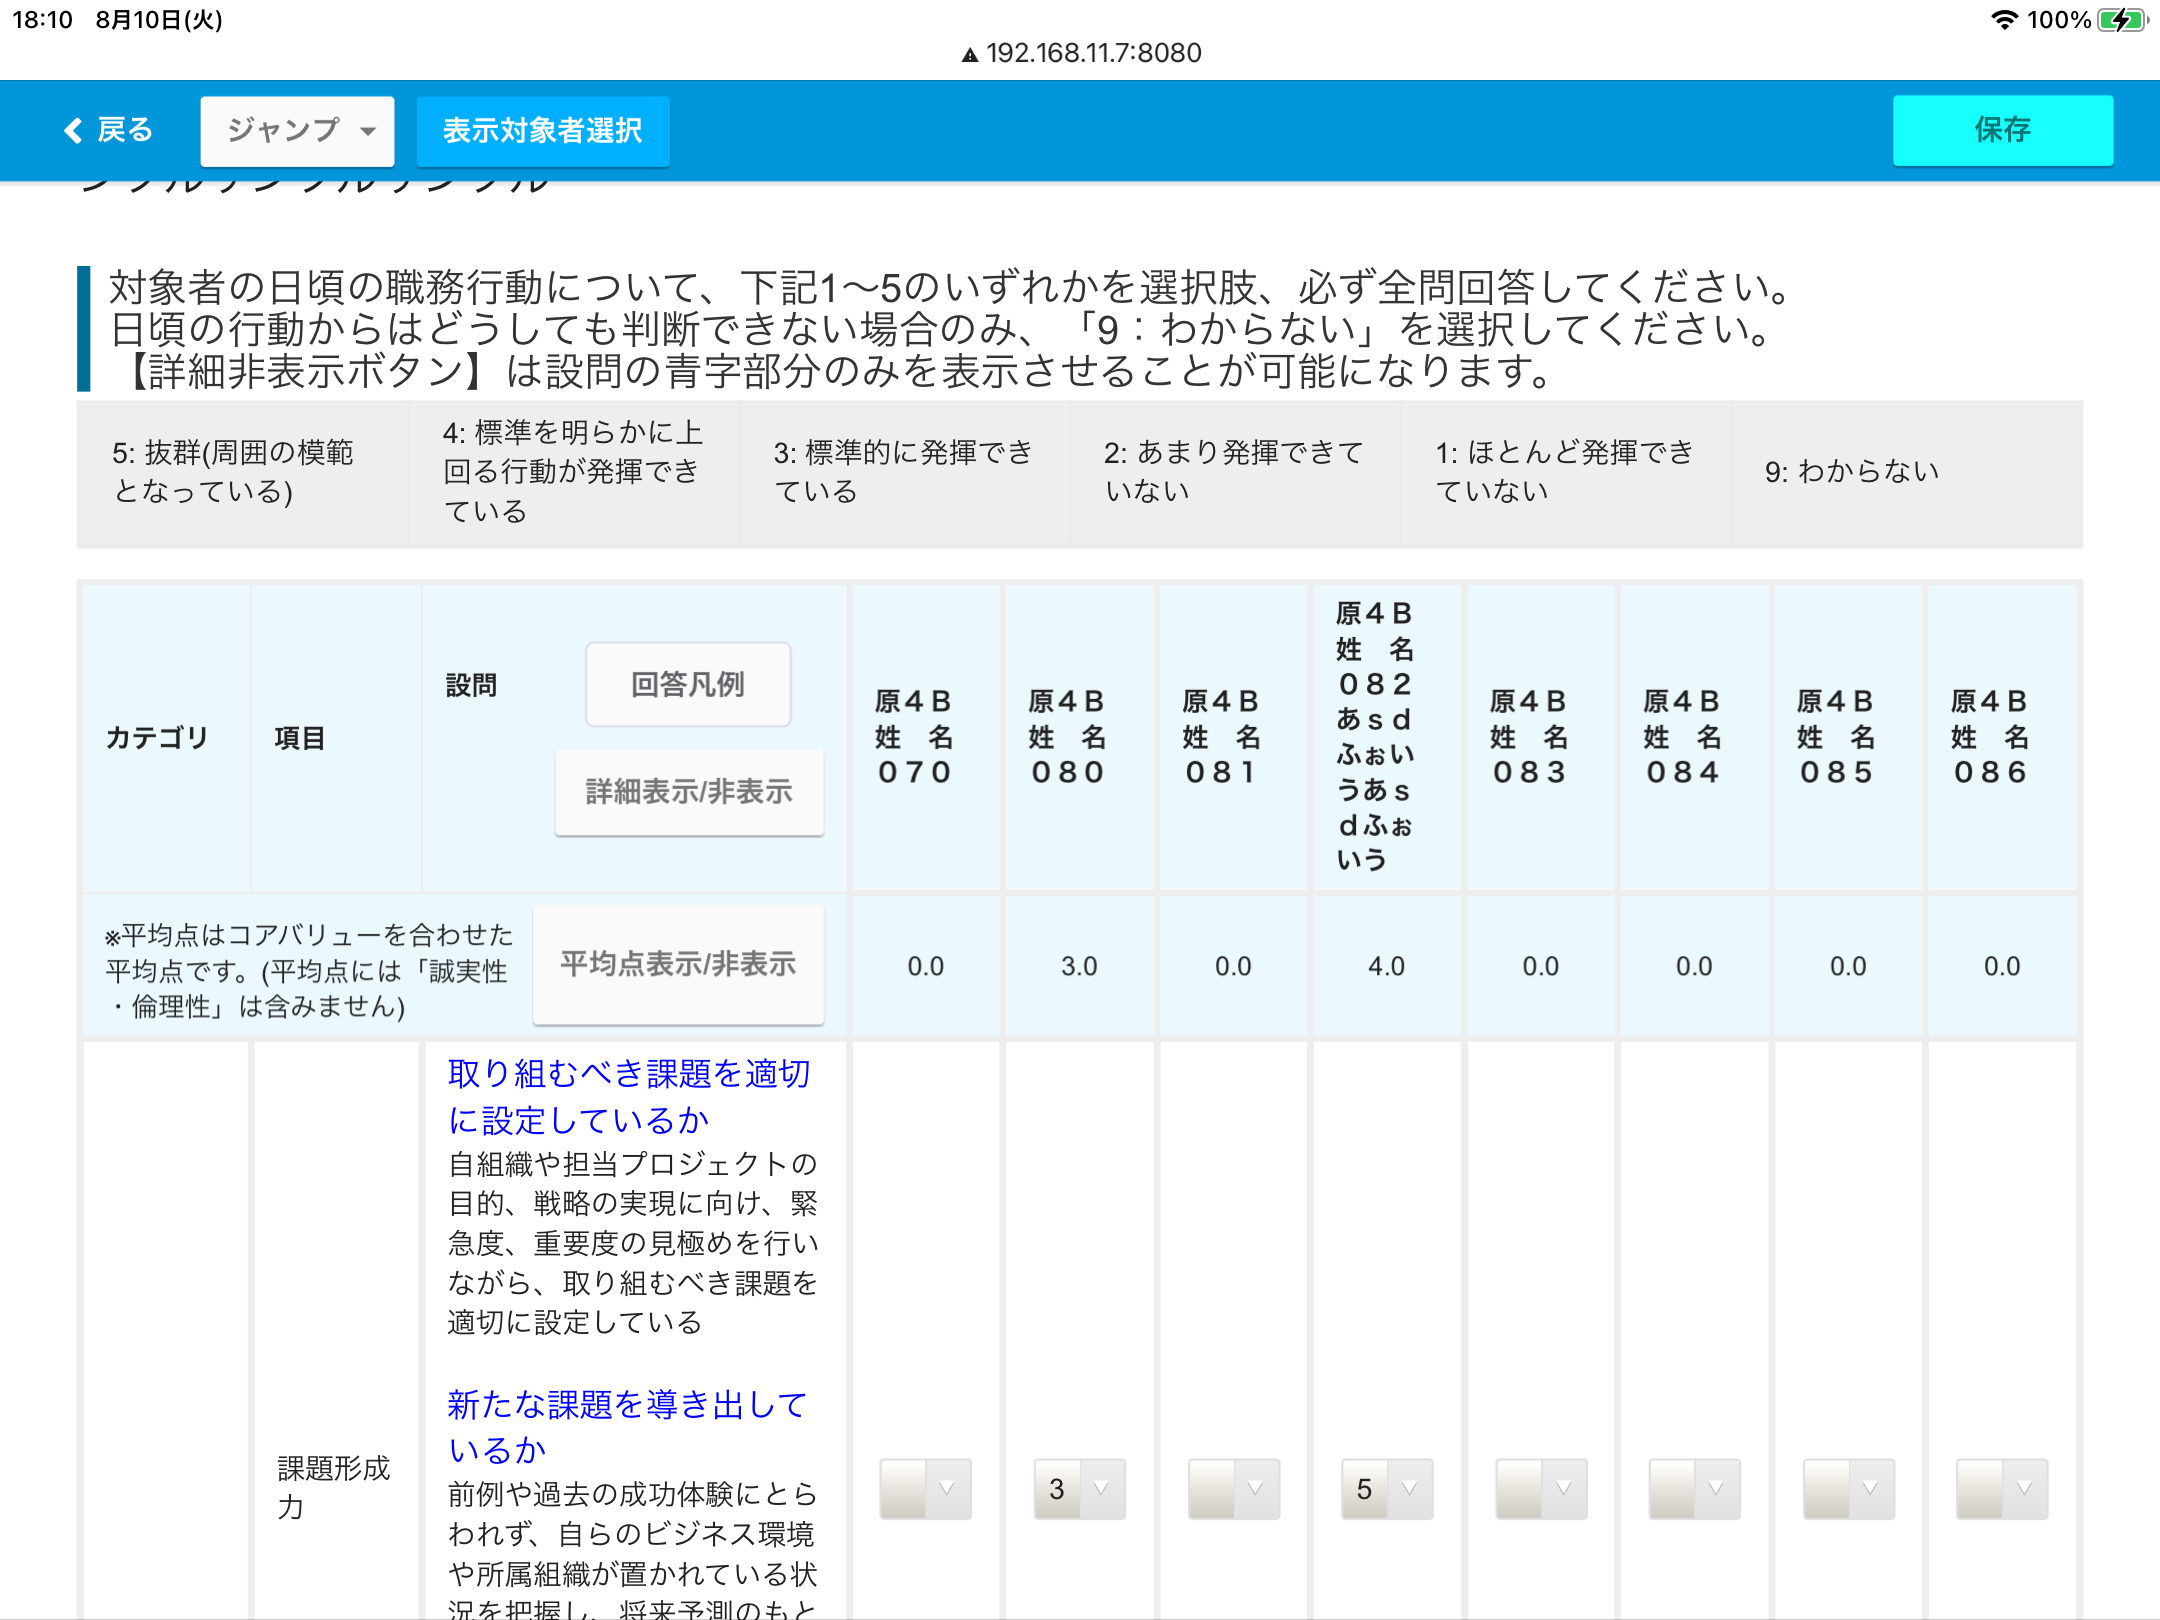 18:10 8月10日(火)
100%
192.168.11.7:8080
戻る
ジャンプ
表示対象者選択
保存
対象者の日頃の職務行動について、下記1〜5のいずれかを選択肢、必ず全問回答してください。
日頃の行動からはどうしても判断できない場合のみ、「9：わからない」を選択してください。
【詳細非表示ボタン】は設問の青字部分のみを表示させることが可能になります。
5: 抜群(周囲の模範
となっている)
4: 標準を明らかに上
回る行動が発揮でき
ている
3: 標準的に発揮でき
ている
2: あまり発揮できて
いない
1: ほとんど発揮でき
ていない
9: わからない
カテゴリ
項目
設問
回答凡例
詳細表示/非表示
原４Ｂ
姓　名
０７０
原４Ｂ
姓　名
０８０
原４Ｂ
姓　名
０８１
原４Ｂ
姓　名
０８２
あｓｄ
ふぉい
うあｓ
ｄふぉ
いう
原４Ｂ
姓　名
０８３
原４Ｂ
姓　名
０８４
原４Ｂ
姓　名
０８５
原４Ｂ
姓　名
０８６
※平均点はコアバリューを合わせた
平均点です。(平均点には「誠実性
・倫理性」は含みません)
平均点表示/非表示
0.0
3.0
0.0
4.0
0.0
0.0
0.0
0.0
課題形成
力
取り組むべき課題を適切
に設定しているか
自組織や担当プロジェクトの
目的、戦略の実現に向け、緊
急度、重要度の見極めを行い
ながら、取り組むべき課題を
適切に設定している
新たな課題を導き出して
いるか
前例や過去の成功体験にとら
われず、自らのビジネス環境
や所属組織が置かれている状
況を把握し、将来予測のもと
3
5